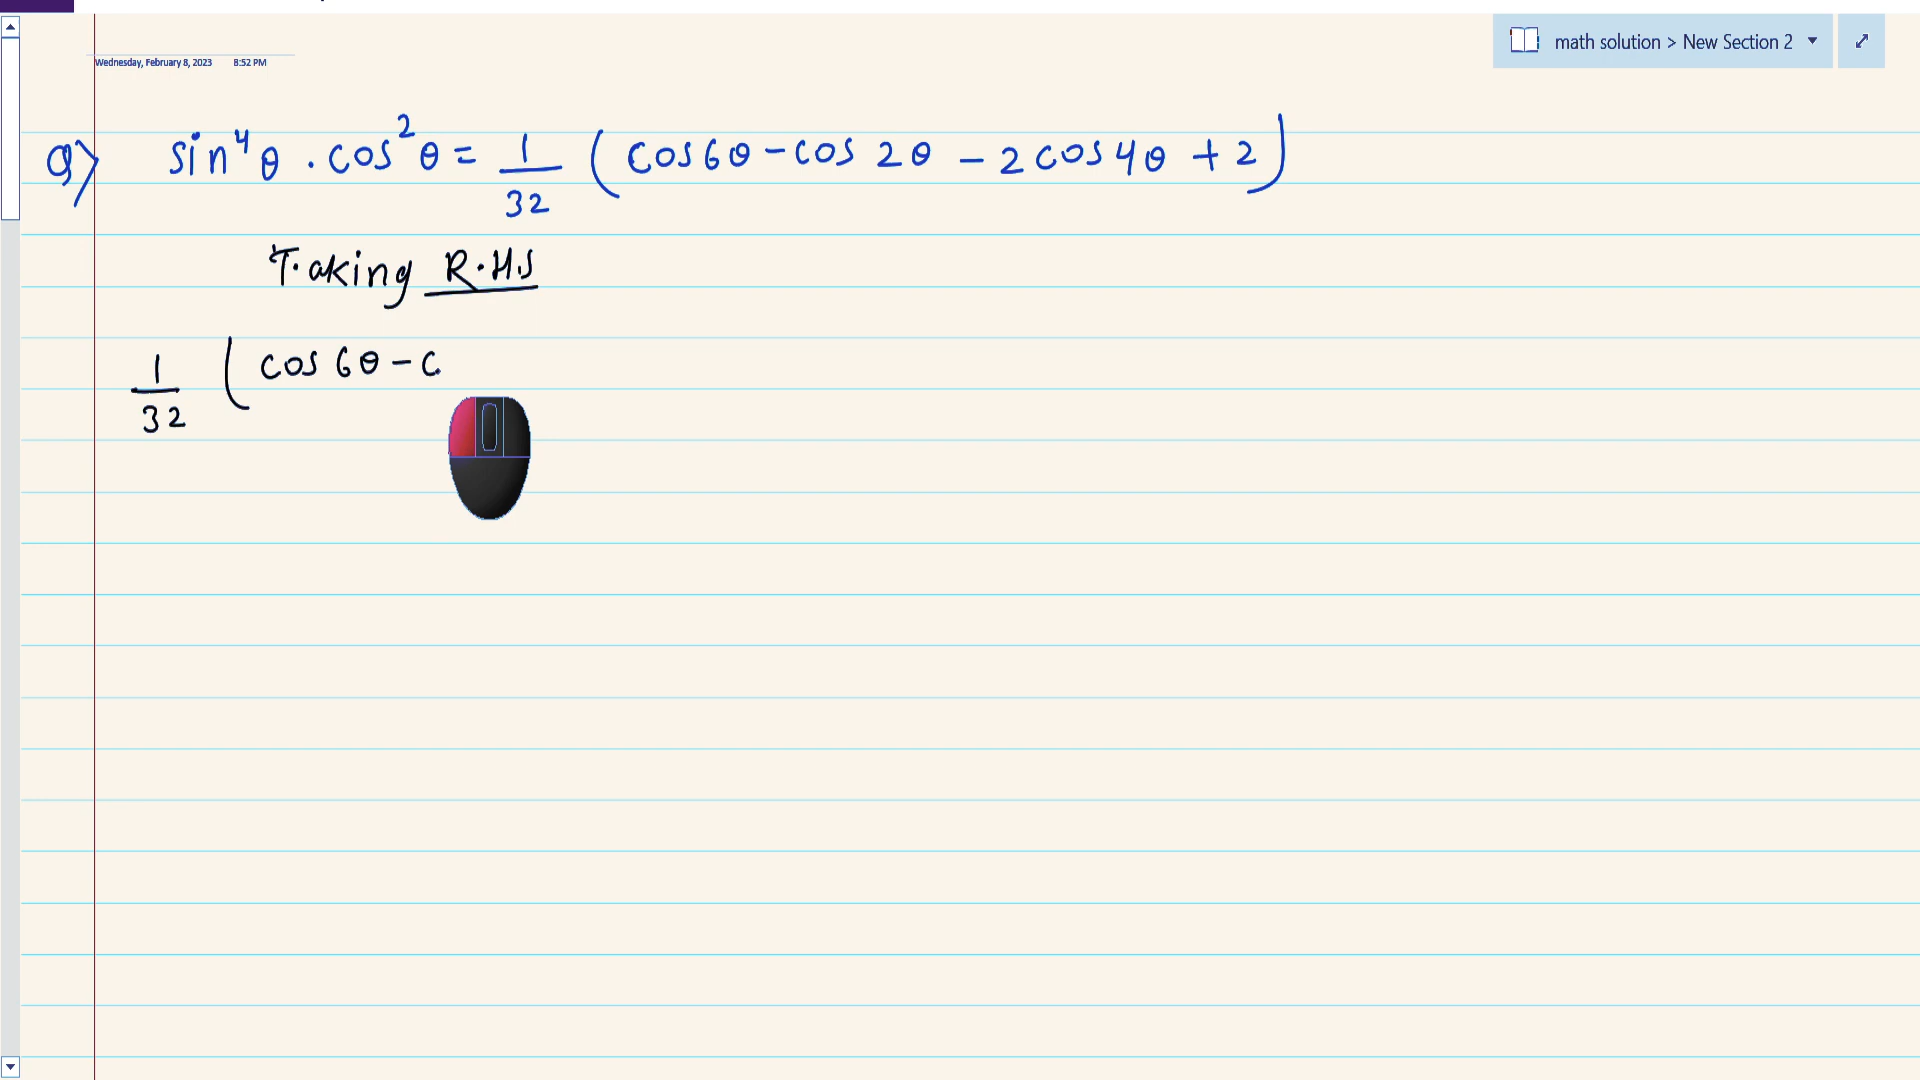 math solution > New Section 2
Wednesday, February 8, 2023 8:52 PM
Q> sin⁴θ . cos²θ = 1/32 (cos6θ - cos 2θ - 2cos4θ + 2)
Taking R.H.S
1/32 (cos 6θ - c